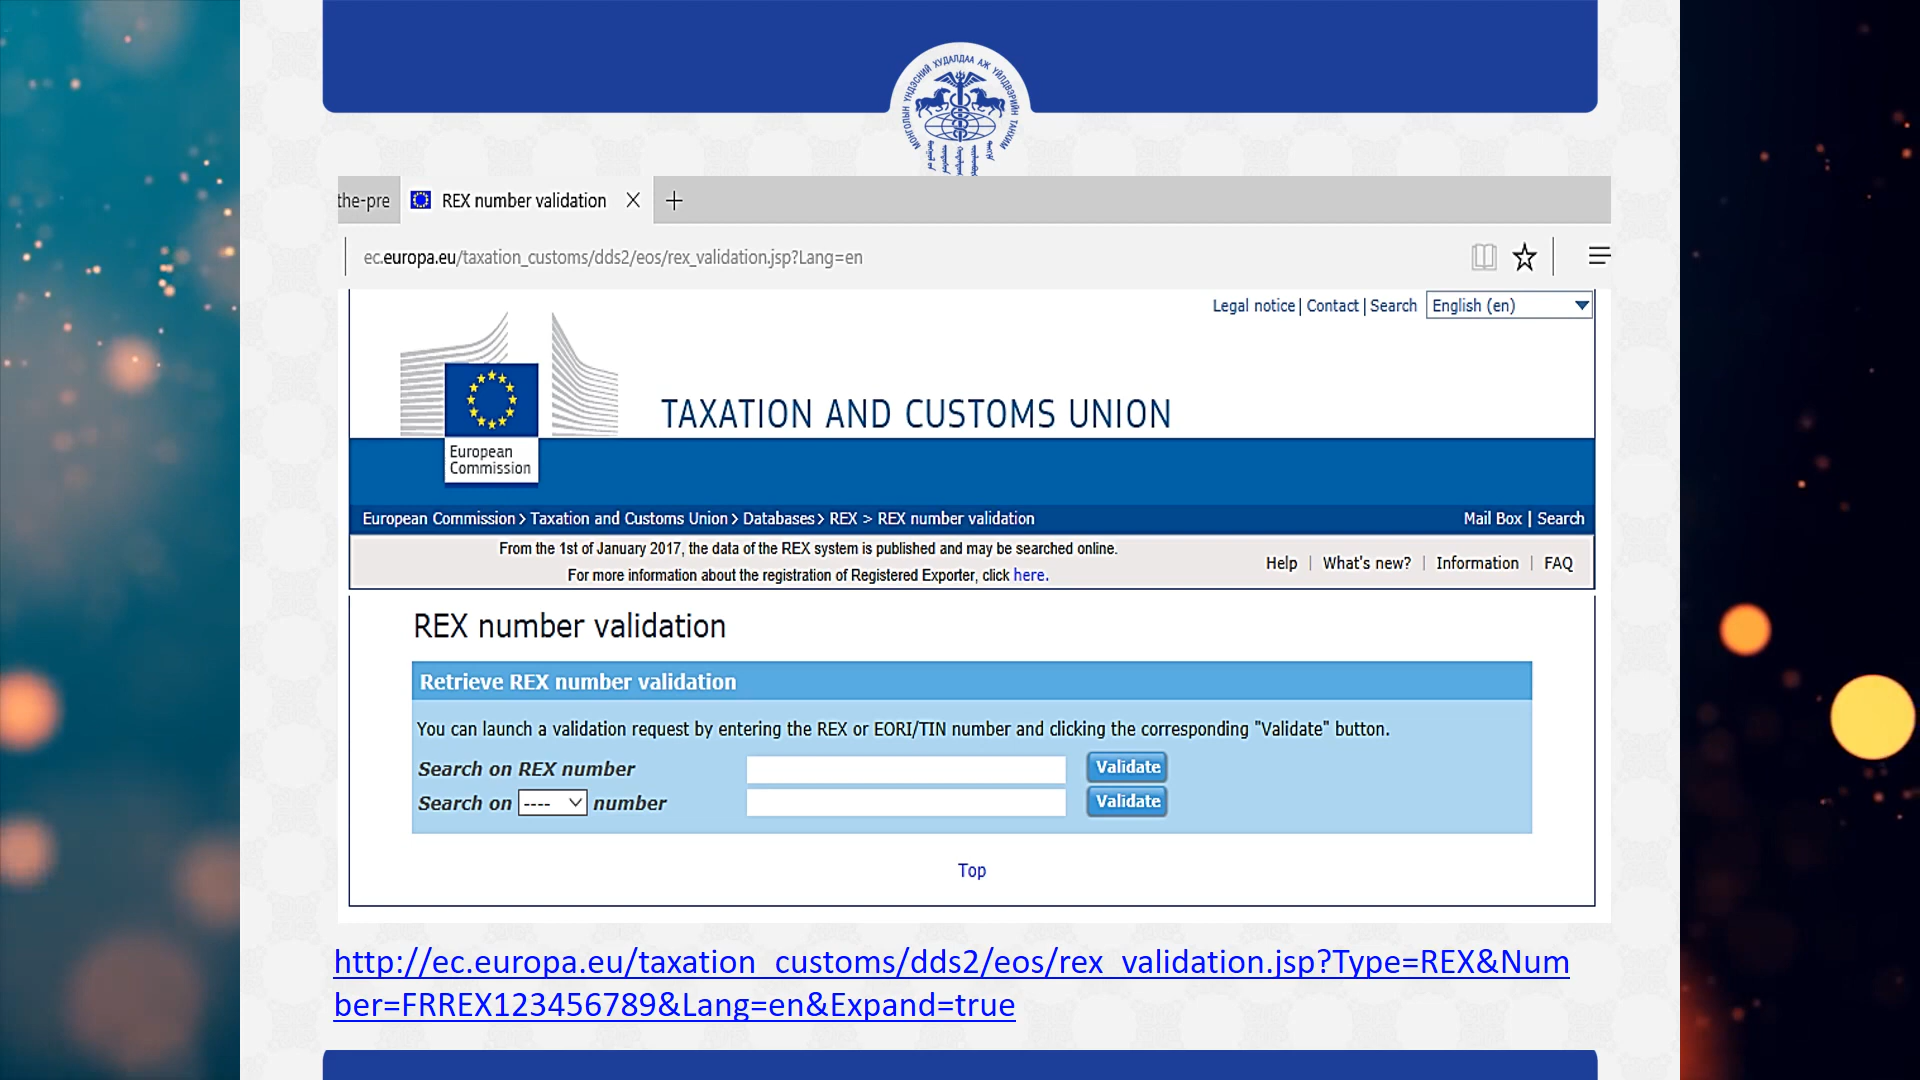 МОНГОЛЫН ҮНДЭСНИЙ ХУДАЛДАА АЖ ҮЙЛДВЭРИЙН ТАНХИМ
the-pre
REX number validation
ec.europa.eu/taxation_customs/dds2/eos/rex_validation.jsp?Lang=en
Legal notice | Contact | Search English (en)
TAXATION AND CUSTOMS UNION
European
Commission
European Commission > Taxation and Customs Union > Databases > REX > REX number validation Mail Box | Search
From the 1st of January 2017, the data of the REX system is published and may be searched online.
For more information about the registration of Registered Exporter, click here.
Help | What's new? | Information | FAQ
REX number validation
Retrieve REX number validation
You can launch a validation request by entering the REX or EORI/TIN number and clicking the corresponding "Validate" button.
Search on REX number Validate
Search on ---- number Validate
Top
http://ec.europa.eu/taxation_customs/dds2/eos/rex_validation.jsp?Type=REX&Num
ber=FRREX123456789&Lang=en&Expand=true